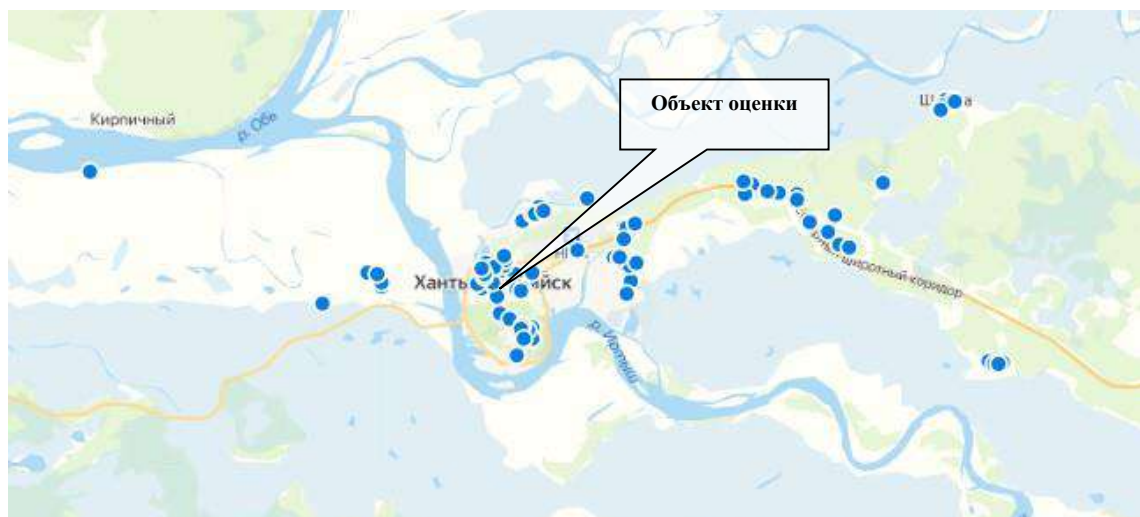 Объект оценки
Кирпичный
р. Обь
р. Иртыш
широтный коридор